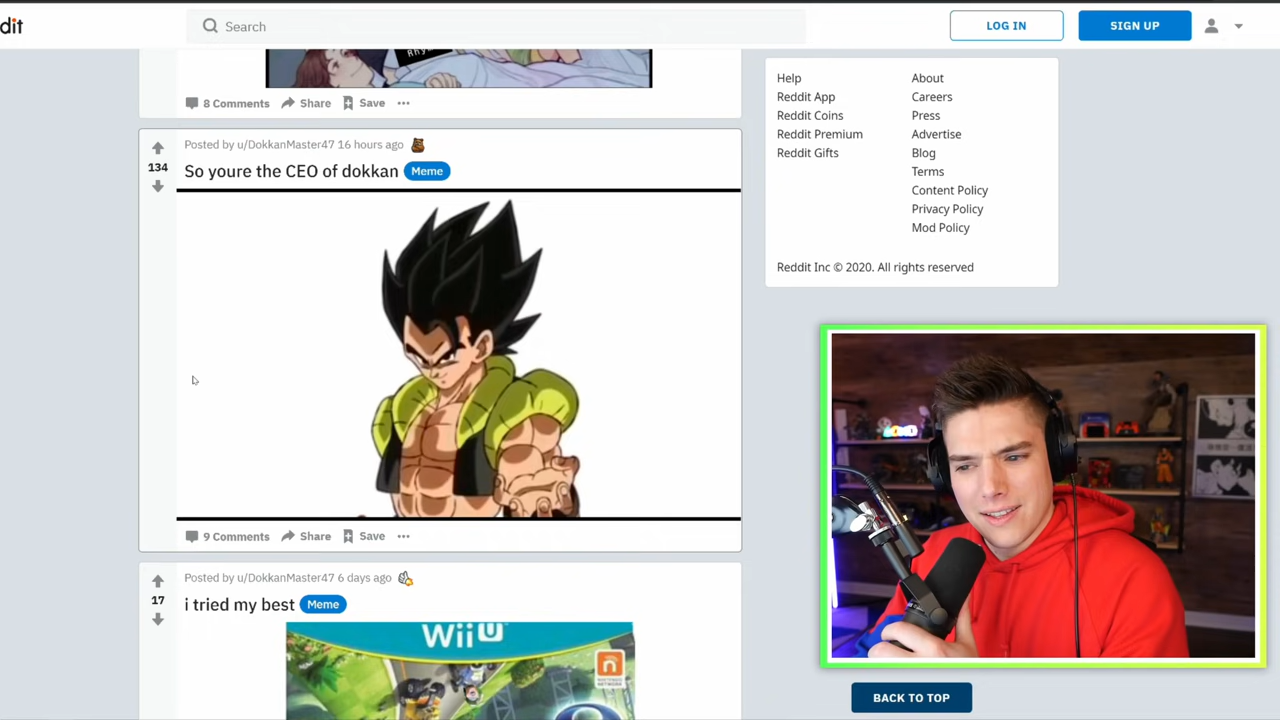 dit
Search
LOG IN
SIGN UP
8 Comments
Share
Save
Posted by u/DokkanMaster47 16 hours ago
134
So youre the CEO of dokkan
Meme
9 Comments
Share
Save
Posted by u/DokkanMaster47 6 days ago
17
i tried my best
Meme
Wii U
Help
About
Reddit App
Careers
Reddit Coins
Press
Reddit Premium
Advertise
Reddit Gifts
Blog
Terms
Content Policy
Privacy Policy
Mod Policy
Reddit Inc © 2020. All rights reserved
BACK TO TOP